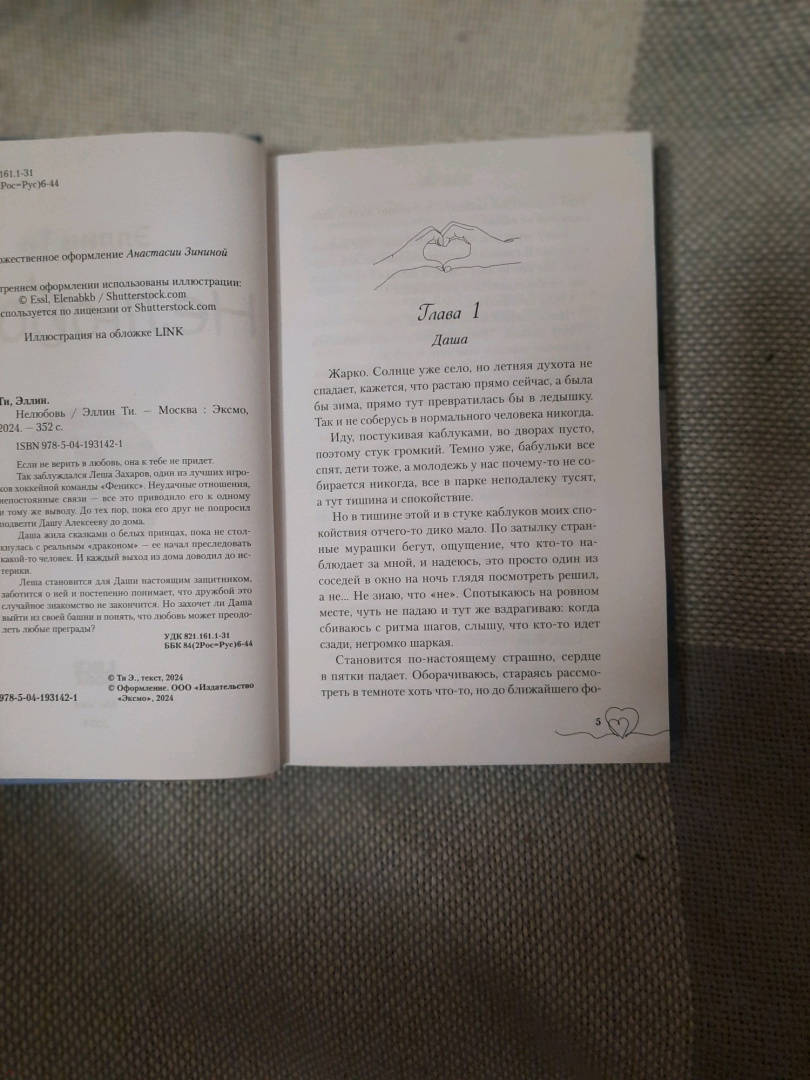 161.1-31
Рос=Рус)6-44
ожественное оформление Анастасии Зининой
треннем оформлении использованы иллюстрации:
© Essl, Elenabkb / Shutterstock.com
спользуется по лицензии от Shutterstock.com
Иллюстрация на обложке LINK
Ти, Эллин.
Нелюбовь / Эллин Ти. — Москва : Эксмо,
2024. — 352 с.
ISBN 978-5-04-193142-1
Если не верить в любовь, она к тебе не придет.
Так заблуждался Леша Захаров, один из лучших игро-
ков хоккейной команды «Феникс». Неудачные отношения,
непостоянные связи — все это приводило его к одному
и тому же выводу. До тех пор, пока его друг не попросил
подвезти Дашу Алексееву до дома.
Даша жила сказками о белых принцах, пока не стол-
кнулась с реальным «драконом» — ее начал преследовать
какой-то человек. И каждый выход из дома доводил до ис-
терики.
Леша становится для Даши настоящим защитником,
заботится о ней и постепенно понимает, что дружбой это
случайное знакомство не закончится. Но захочет ли Даша
выйти из своей башни и понять, что любовь может преодо-
леть любые преграды?
УДК 821.161.1-31
ББК 84(2Рос=Рус)6-44
© Ти Э., текст, 2024
© Оформление. ООО «Издательство
«Эксмо», 2024
978-5-04-193142-1
Глава 1
Даша
Жарко. Солнце уже село, но летняя духота не
спадает, кажется, что растаю прямо сейчас, а была
бы зима, прямо тут превратилась бы в ледышку.
Так и не соберусь в нормального человека никогда.
Иду, постукивая каблуками, во дворах пусто,
поэтому стук громкий. Темно уже, бабульки все
спят, дети тоже, а молодежь у нас почему-то не со-
бирается никогда, все в парке неподалеку тусят,
а тут тишина и спокойствие.
Но в тишине этой и в стуке каблуков моих спо-
койствия отчего-то дико мало. По затылку стран-
ные мурашки бегут, ощущение, что кто-то на-
блюдает за мной, и надеюсь, это просто один из
соседей в окно на ночь глядя посмотреть решил,
а не... Не знаю, что «не». Спотыкаюсь на ровном
месте, чуть не падаю и тут же вздрагиваю: когда
сбиваюсь с ритма шагов, слышу, что кто-то идет
сзади, негромко шаркая.
Становится по-настоящему страшно, сердце
в пятки падает. Оборачиваюсь, стараясь рассмо-
треть в темноте хоть что-то, но до ближайшего фо-
5